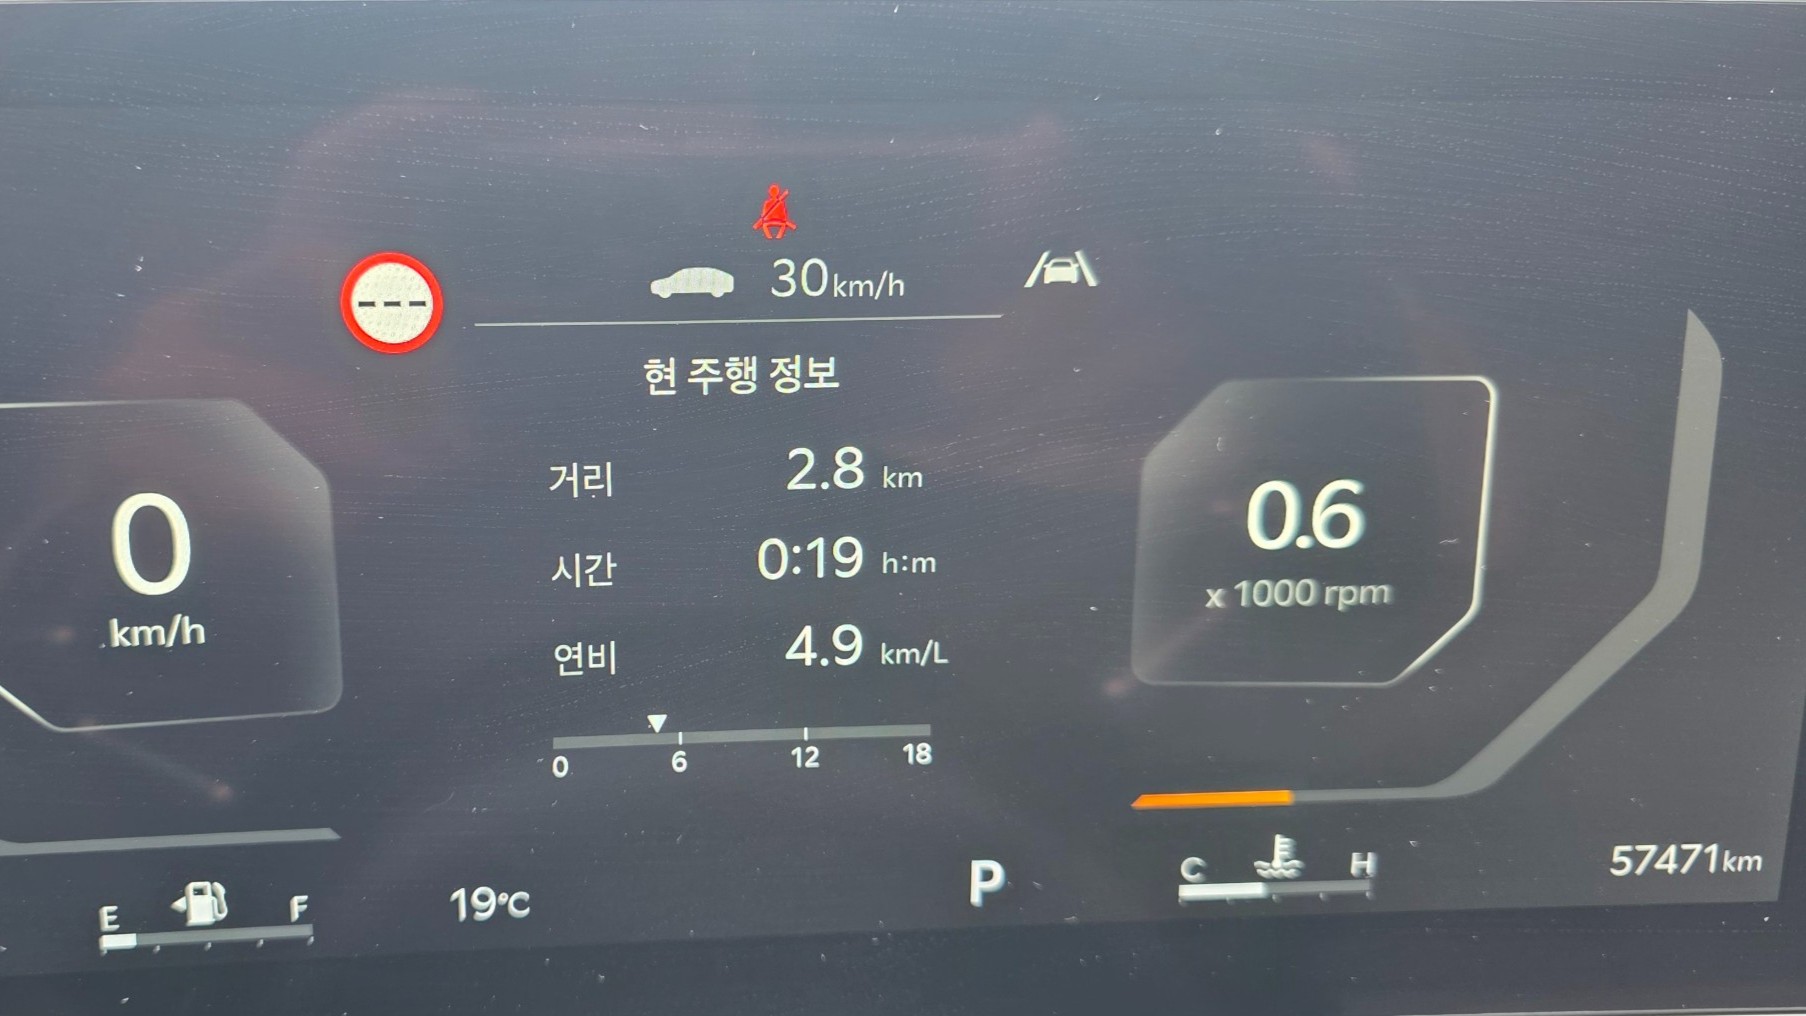 30km/h
현 주행 정보
거리 2.8 km
시간 0:19 h:m
연비 4.9 km/L
0 6 12 18
0
km/h
0.6
x 1000 rpm
E F
19°C
P
C H
57471km